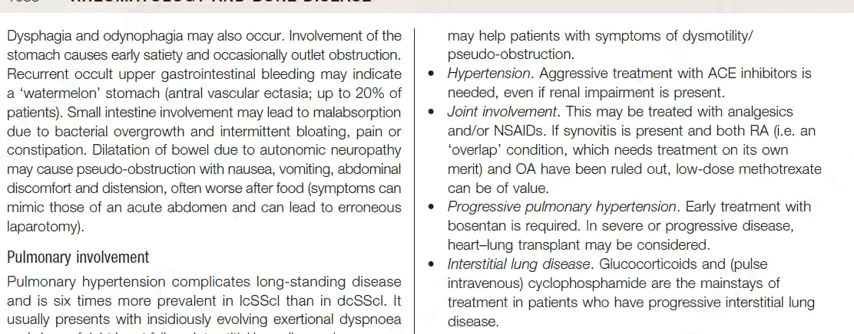 RHEUMATOLOGY AND BONE DISEASE
Dysphagia and odynophagia may also occur. Involvement of the
stomach causes early satiety and occasionally outlet obstruction.
Recurrent occult upper gastrointestinal bleeding may indicate
a ‘watermelon’ stomach (antral vascular ectasia; up to 20% of
patients). Small intestine involvement may lead to malabsorption
due to bacterial overgrowth and intermittent bloating, pain or
constipation. Dilatation of bowel due to autonomic neuropathy
may cause pseudo-obstruction with nausea, vomiting, abdominal
discomfort and distension, often worse after food (symptoms can
mimic those of an acute abdomen and can lead to erroneous
laparotomy).
Pulmonary involvement
Pulmonary hypertension complicates long-standing disease
and is six times more prevalent in lcSScl than in dcSScl. It
usually presents with insidiously evolving exertional dyspnoea
may help patients with symptoms of dysmotility/
pseudo-obstruction.
• Hypertension. Aggressive treatment with ACE inhibitors is
needed, even if renal impairment is present.
• Joint involvement. This may be treated with analgesics
and/or NSAIDs. If synovitis is present and both RA (i.e. an
‘overlap’ condition, which needs treatment on its own
merit) and OA have been ruled out, low-dose methotrexate
can be of value.
• Progressive pulmonary hypertension. Early treatment with
bosentan is required. In severe or progressive disease,
heart–lung transplant may be considered.
• Interstitial lung disease. Glucocorticoids and (pulse
intravenous) cyclophosphamide are the mainstays of
treatment in patients who have progressive interstitial lung
disease.